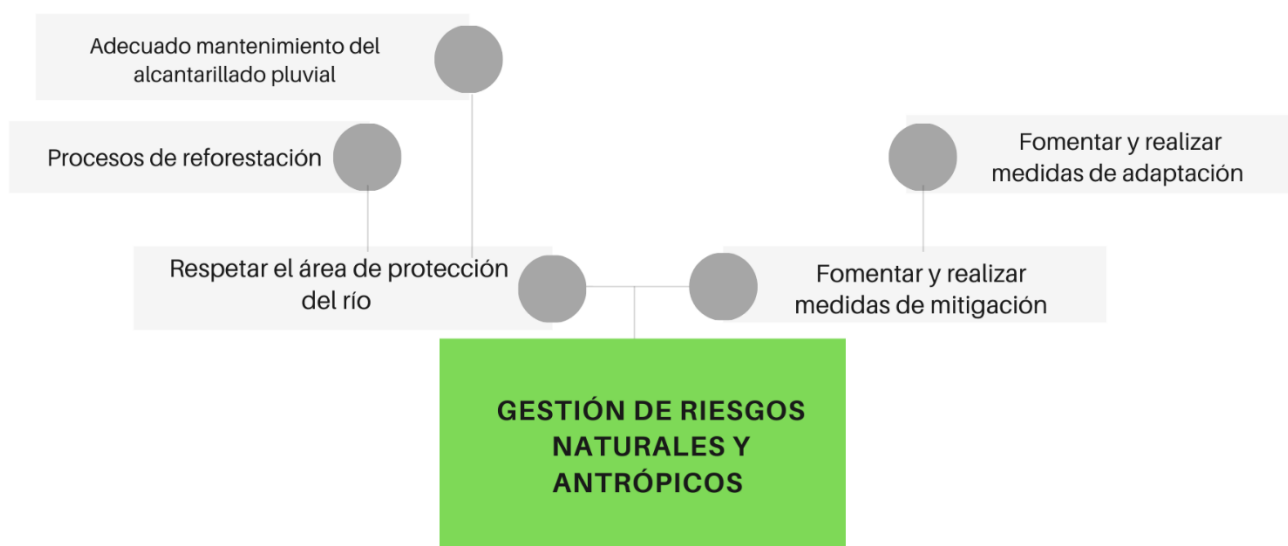 Adecuado mantenimiento del
alcantarillado pluvial
Procesos de reforestación
Fomentar y realizar
medidas de adaptación
Respetar el área de protección
del río
Fomentar y realizar
medidas de mitigación
GESTIÓN DE RIESGOS
NATURALES Y
ANTRÓPICOS